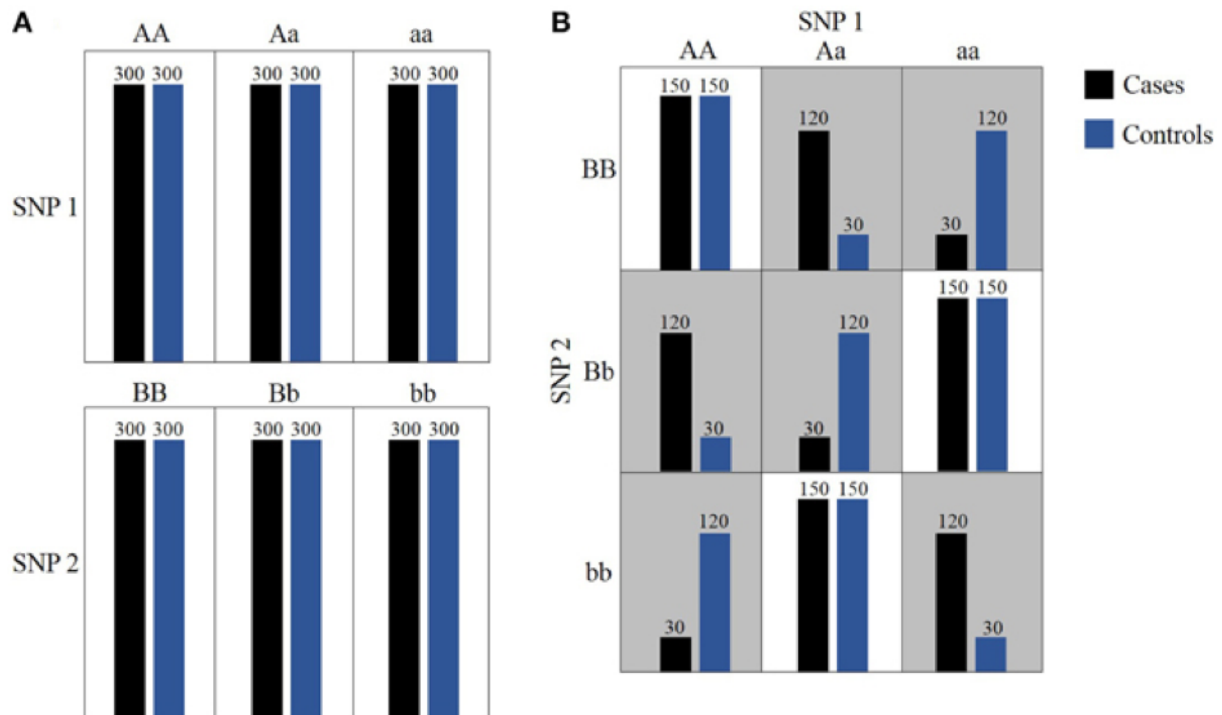 A
AA Aa aa
300 300 300 300 300 300
SNP 1
BB Bb bb
300 300 300 300 300 300
SNP 2
B
SNP 1
AA Aa aa
BB
150 150 120 30 30 120
Bb
120 30 30 120 150 150
bb
30 120 150 150 120 30
SNP 2
Cases
Controls